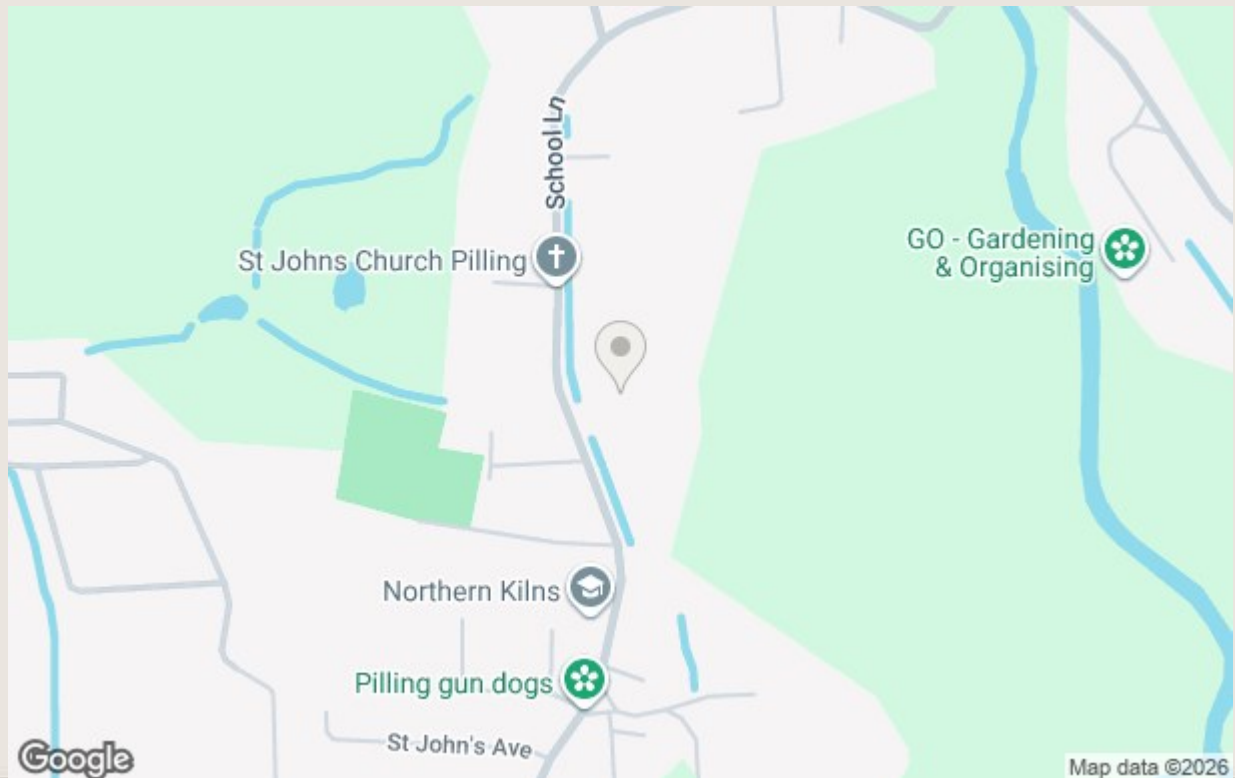 School Ln
St Johns Church Pilling
GO - Gardening
& Organising
Northern Kilns
Pilling gun dogs
St John's Ave
Google
Map data ©2026